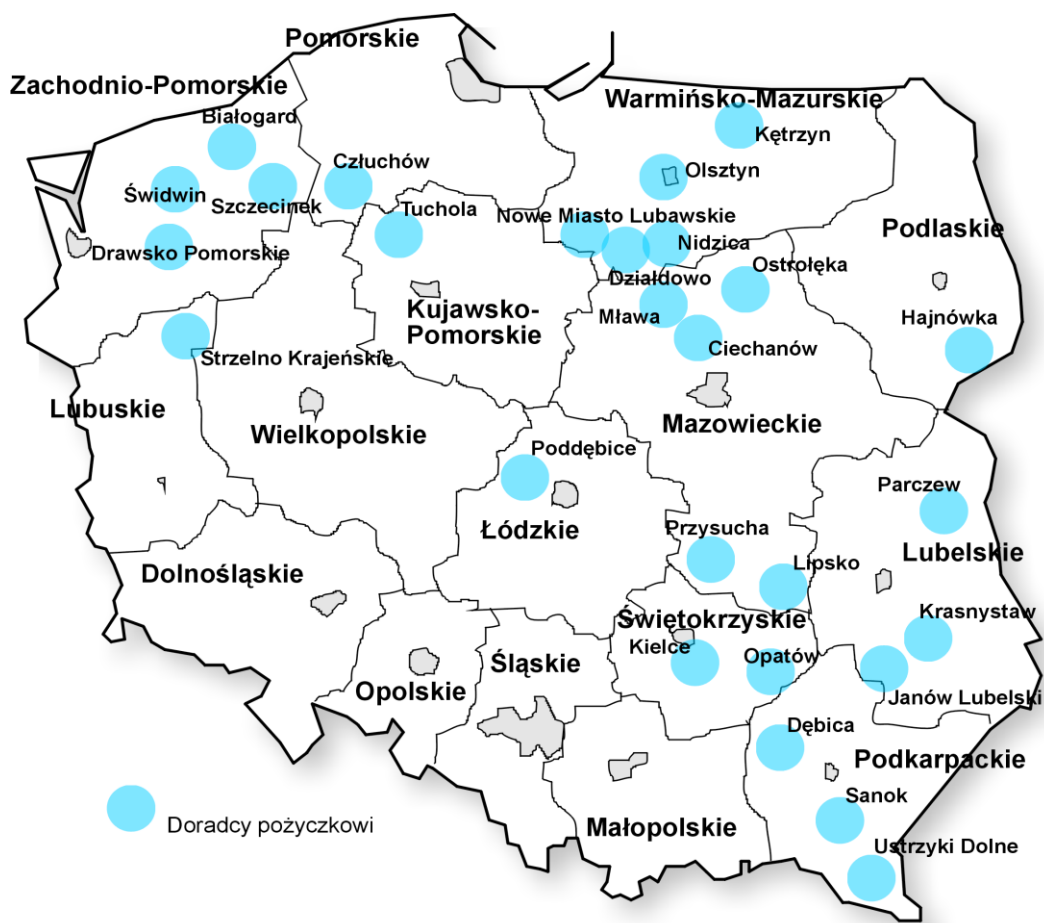 Pomorskie
Zachodnio-Pomorskie
Białogard
Człuchów
Świdwin
Szczecinek
Tuchola
Drawsko Pomorskie
Warmińsko-Mazurskie
Kętrzyn
Olsztyn
Nowe Miasto Lubawskie
Nidzica
Działdowo
Podlaskie
Ostrołęka
Mława
Ciechanów
Hajnówka
Kujawsko-
Pomorskie
Strzelno Krajeńskie
Lubuskie
Wielkopolskie
Mazowieckie
Poddębice
Łódzkie
Parczew
Przysucha
Lipsko
Lubelskie
Dolnośląskie
Świętokrzyskie
Kielce
Opatów
Krasnystaw
Janów Lubelski
Opolskie
Śląskie
Dębica
Podkarpackie
Sanok
Małopolskie
Ustrzyki Dolne
Doradcy pożyczkowi